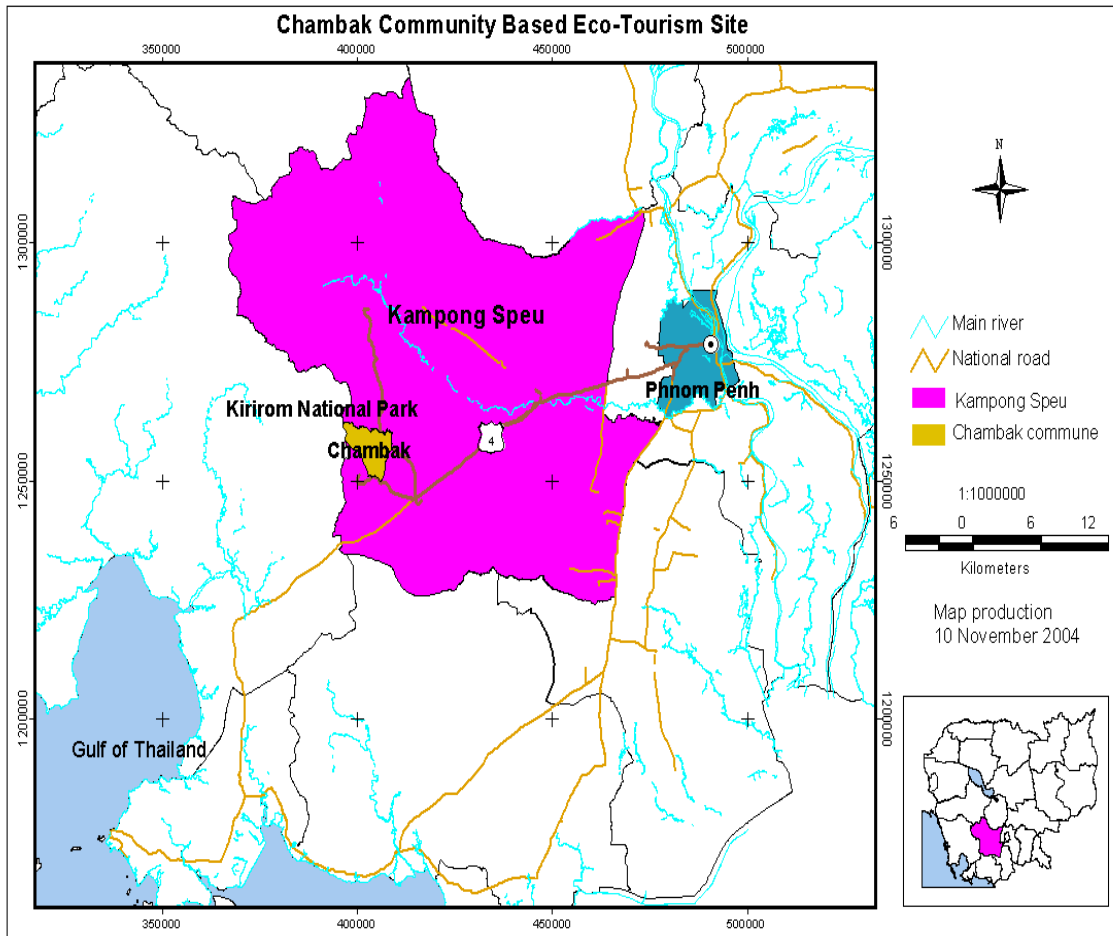 Chambak Community Based Eco-Tourism Site
350000 400000 450000 500000
1300000 1300000
N
Kampong Speu
Main river
National road
Phnom Penh
Kampong Speu
Kirirom National Park
Chambak commune
Chambak
4
1250000 1250000
1:1000000
6 0 6 12
Kilometers
Map production
10 November 2004
1200000 1200000
Gulf of Thailand
350000 400000 450000 500000